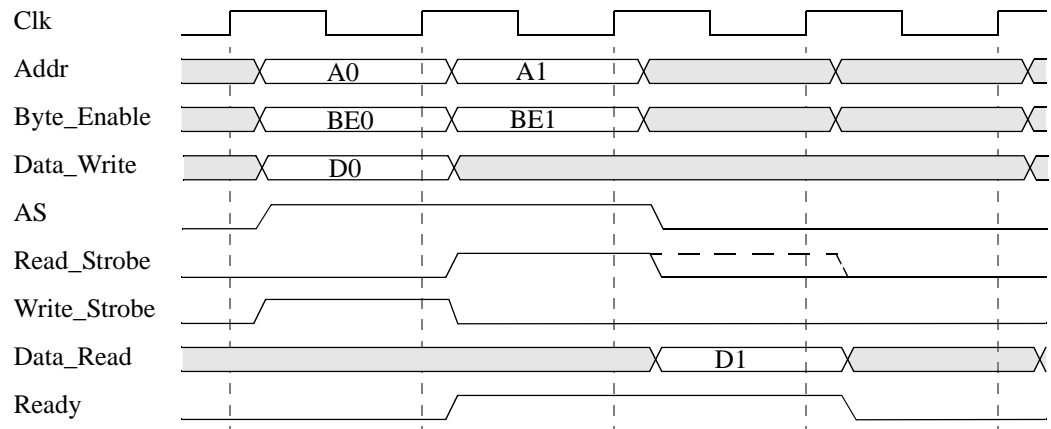 Clk
Addr A0 A1
Byte_Enable BE0 BE1
Data_Write D0
AS
Read_Strobe
Write_Strobe
Data_Read D1
Ready